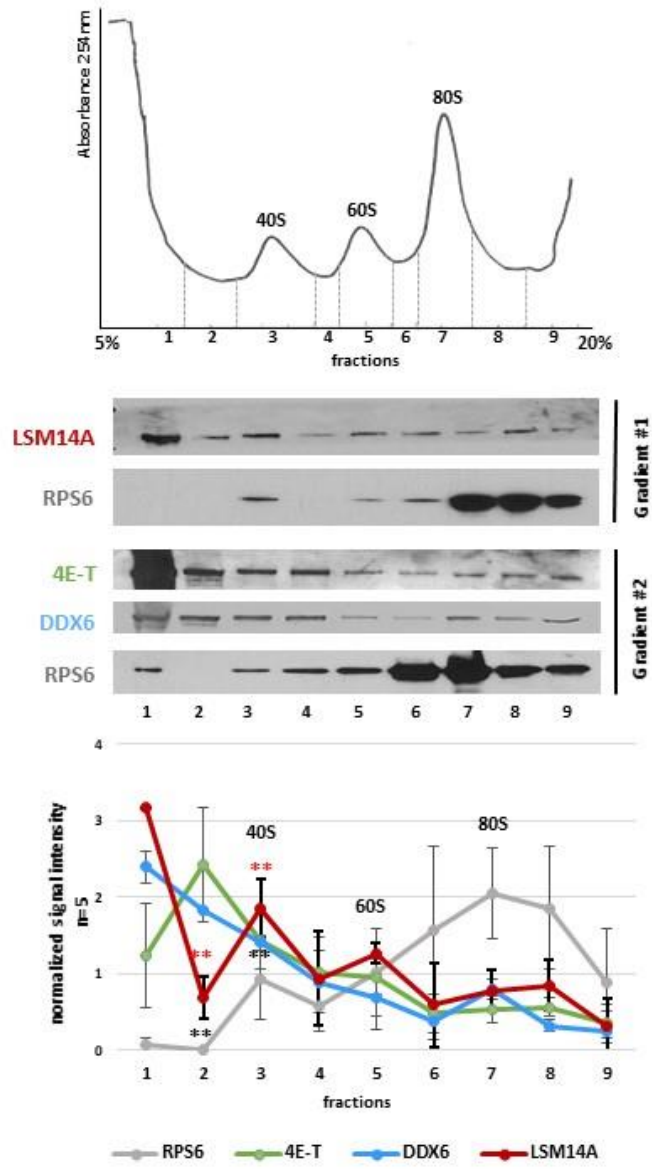 Absorbance 254nm
80S
40S
60S
1 2 3 4 5 6 7 8 9
5% 20%
fractions
LSM14A
RPS6
Gradient #1
4E-T
DDX6
RPS6
Gradient #2
1 2 3 4 5 6 7 8 9
normalized signal intensity
n=5
4
3
2
1
0
40S
80S
60S
**
**
**
**
1 2 3 4 5 6 7 8 9
fractions
RPS6 4E-T DDX6 LSM14A